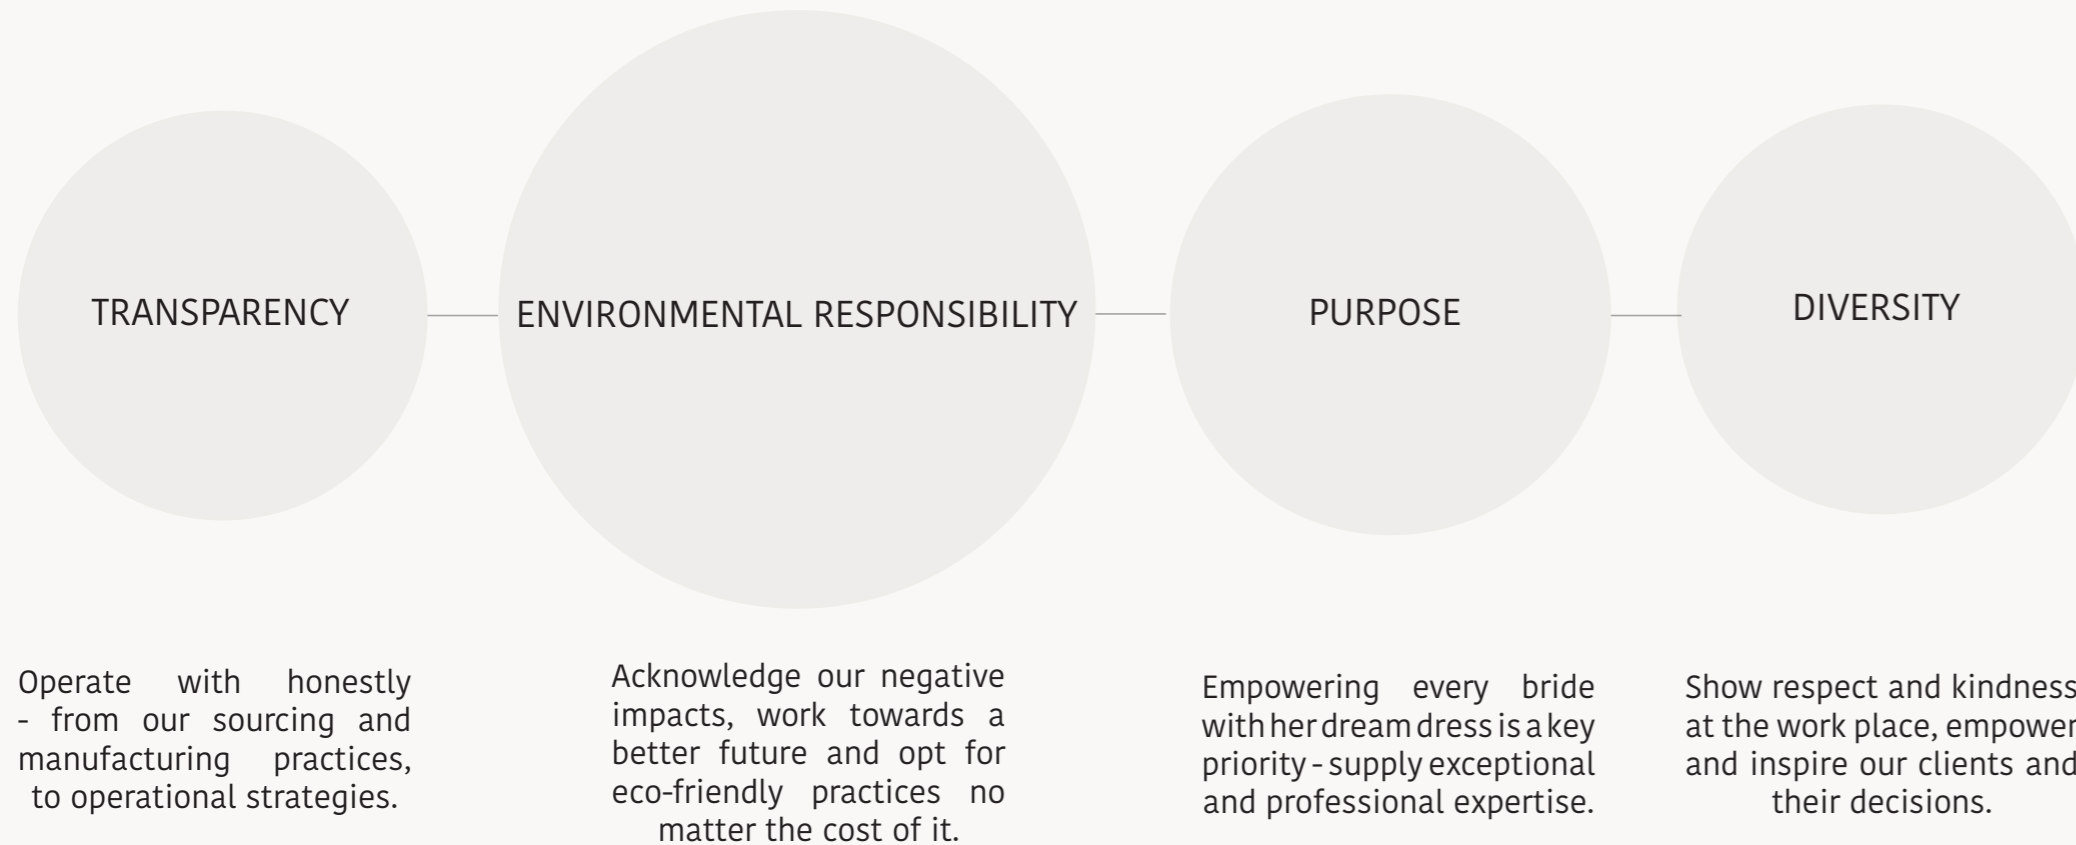 TRANSPARENCY
ENVIRONMENTAL RESPONSIBILITY
PURPOSE
DIVERSITY
Operate with honestly
- from our sourcing and
manufacturing practices,
to operational strategies.
Acknowledge our negative
impacts, work towards a
better future and opt for
eco-friendly practices no
matter the cost of it.
Empowering every bride
with her dream dress is a key
priority - supply exceptional
and professional expertise.
Show respect and kindness
at the work place, empower
and inspire our clients and
their decisions.